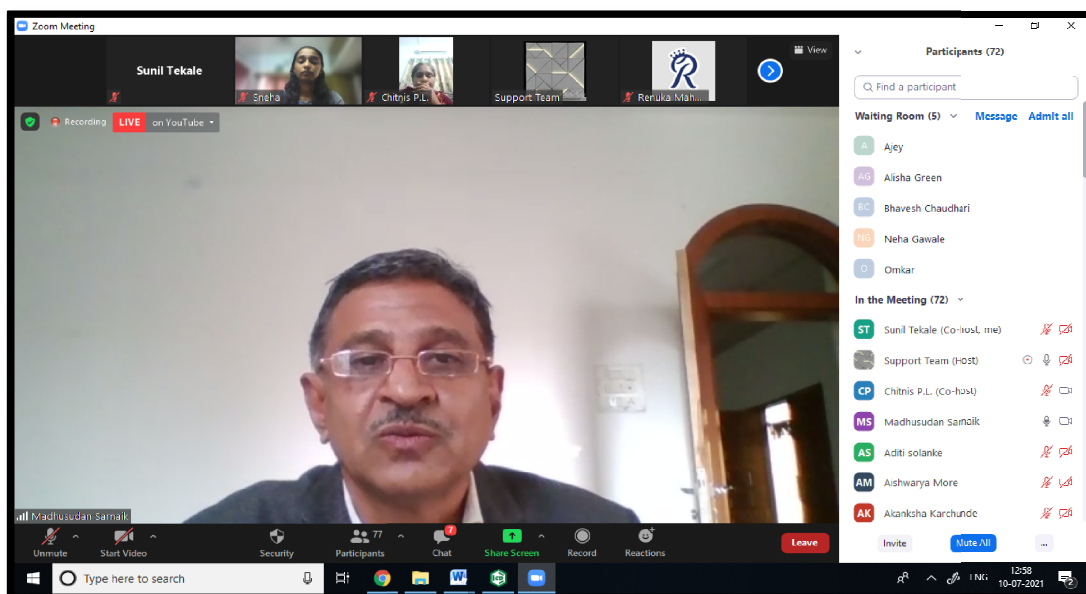 Zoom Meeting
Sunil Tekale
Sneha
Chitnis P.L.
Support Team
R
Renuka Mah...
View
Recording
LIVE
on YouTube
Madhusudan Sarnaik
Unmute
Start Video
Security
77
Participants
7
Chat
Share Screen
Record
Reactions
Leave
Participants (72)
Find a participant
Waiting Room (5)
Message
Admit all
A
Ajey
AG
Alisha Green
BC
Bhavesh Chaudhari
NG
Neha Gawale
O
Omkar
In the Meeting (72)
ST
Sunil Tekale (Co-host, me)
Support Team (Host)
CP
Chitnis P.L. (Co-host)
MS
Madhusudan Sarnaik
AS
Aditi solanke
AM
Aishwarya More
AK
Akanksha Karchunde
Invite
Mute All
...
Type here to search
ENG
12:58
10-07-2021
2